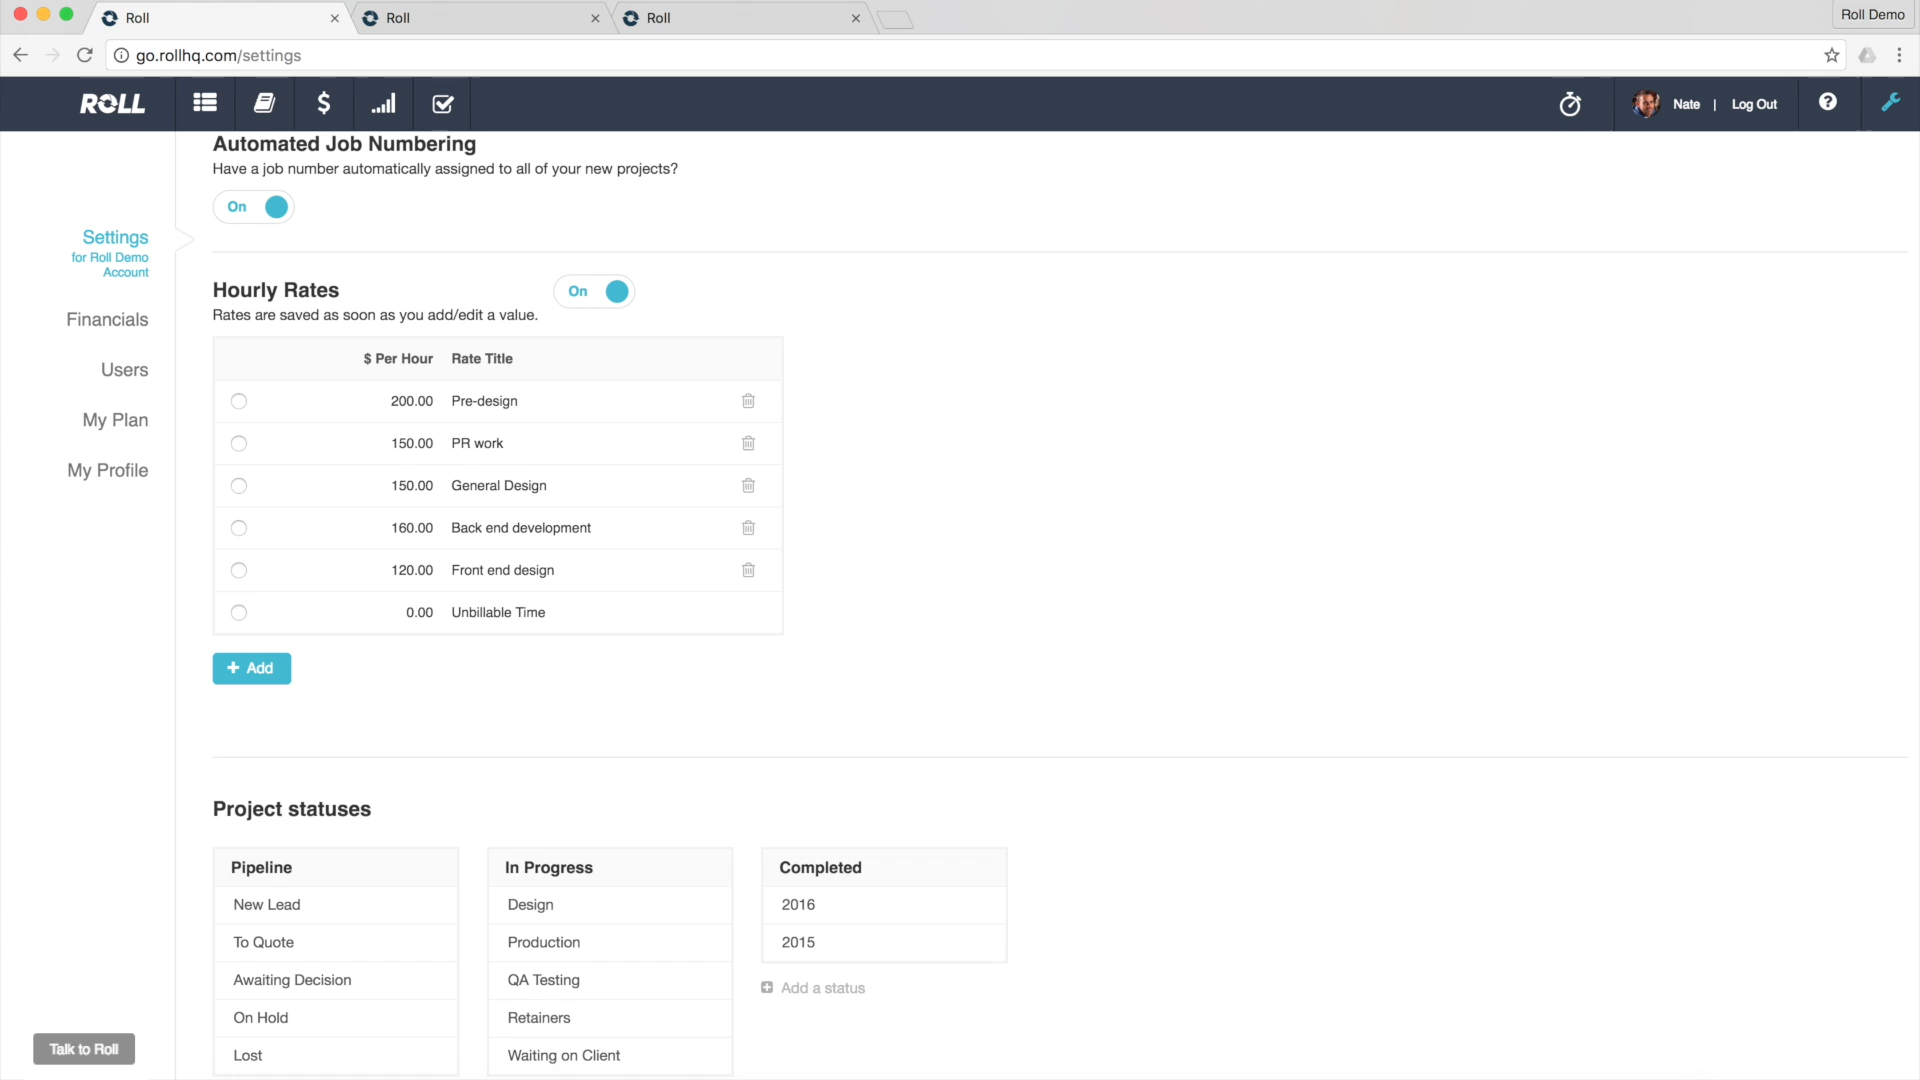 Roll
Roll
Roll
Roll Demo
go.rollhq.com/settings
ROLL
$
Nate | Log Out
?
Automated Job Numbering
Have a job number automatically assigned to all of your new projects?
On
Settings
for Roll Demo
Account
Financials
Users
My Plan
My Profile
Hourly Rates
On
Rates are saved as soon as you add/edit a value.
$ Per Hour Rate Title
200.00 Pre-design
150.00 PR work
150.00 General Design
160.00 Back end development
120.00 Front end design
0.00 Unbillable Time
+ Add
Project statuses
Pipeline
New Lead
To Quote
Awaiting Decision
On Hold
Lost
In Progress
Design
Production
QA Testing
Retainers
Waiting on Client
Completed
2016
2015
Add a status
Talk to Roll